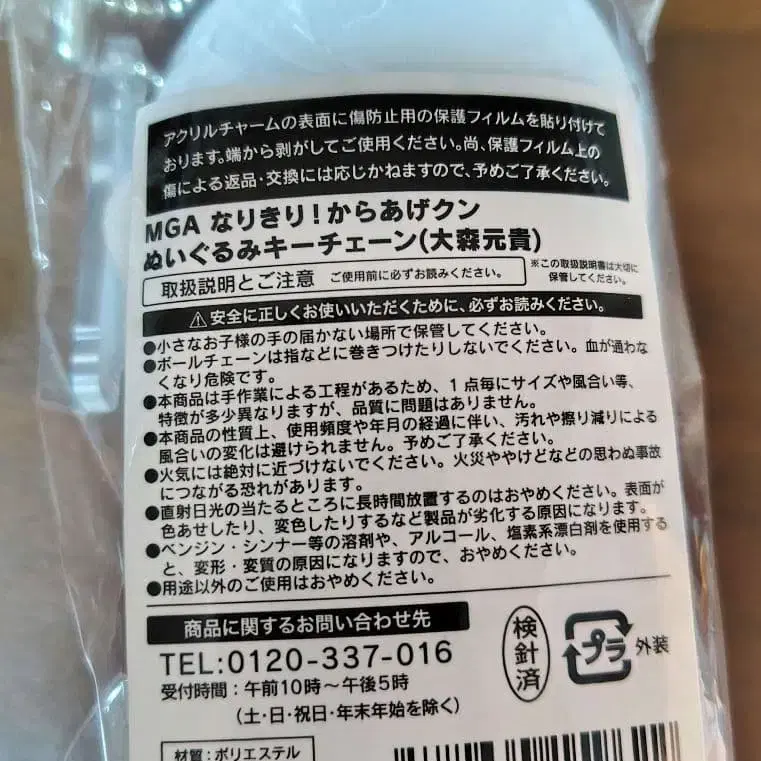 アクリルチャームの表面に傷防止用の保護フィルムを貼り付けて
おります。端から剥がしてご使用ください。尚、保護フィルム上の
傷による返品・交換には応じかねますので、予めご了承ください。
MGA なりきり！からあげクン
ぬいぐるみキーチェーン(大森元貴)
取扱説明とご注意 ご使用前に必ずお読みください。
※この取扱説明書は大切に
保管してください。
⚠安全に正しくお使いいただくために、必ずお読みください。
●小さなお子様の手の届かない場所で保管してください。
●ボールチェーンは指などに巻きつけたりしないでください。血が通わな
くなり危険です。
●本商品は手作業による工程があるため、1点毎にサイズや風合い等、
特徴が多少異なりますが、品質に問題はありません。
●本商品の性質上、使用頻度や年月の経過に伴い、汚れや擦り減りによる
風合いの変化は避けられません。予めご了承ください。
●火気には絶対に近づけないでください。火災ややけどなどの思わぬ事故
につながる恐れがあります。
●直射日光の当たるところに長時間放置するのはおやめください。表面が
色あせしたり、変色したりするなど製品が劣化する原因になります。
●ベンジン・シンナー等の溶剤や、アルコール、塩素系漂白剤を使用する
と、変形・変質の原因になりますので、おやめください。
●用途以外のご使用はおやめください。
商品に関するお問い合わせ先
TEL:0120-337-016
受付時間：午前10時～午後5時
(土・日・祝日・年末年始を除く)
検針済
プラ 外装
材質：ポリエステル